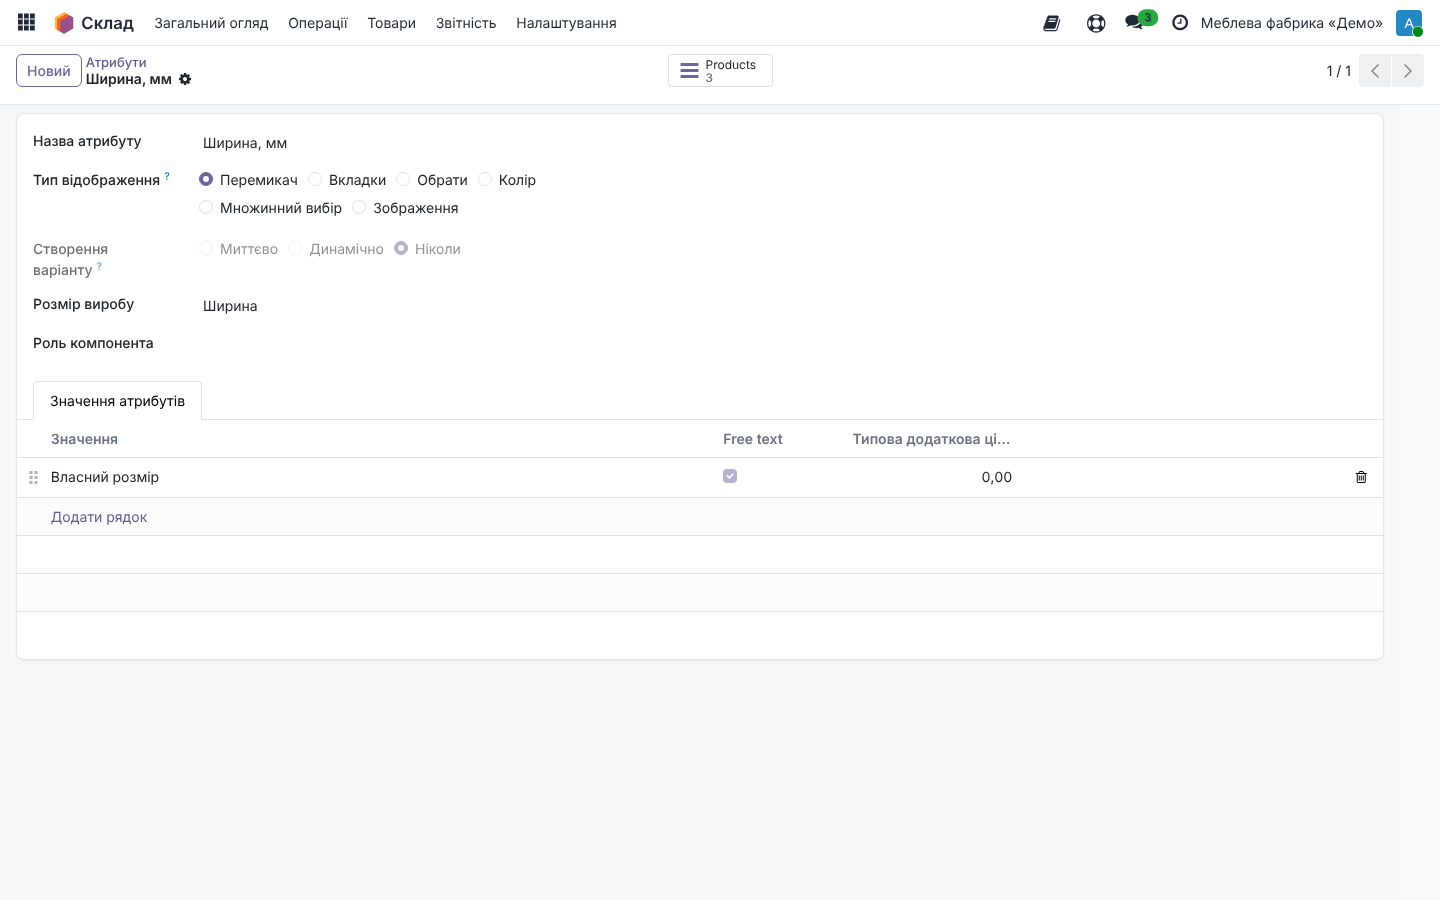 Склад Загальний огляд Операції Товари Звітність Налаштування 3 Меблева фабрика «Демо» A
Новий Атрибути
Ширина, мм
Products
3
1 / 1
Назва атрибуту Ширина, мм
Тип відображення ? Перемикач Вкладки Обрати Колір
Множинний вибір Зображення
Створення Миттєво Динамічно Ніколи
варіанту ?
Розмір виробу Ширина
Роль компонента
Значення атрибутів
Значення Free text Типова додаткова ці...
Власний розмір 0,00
Додати рядок